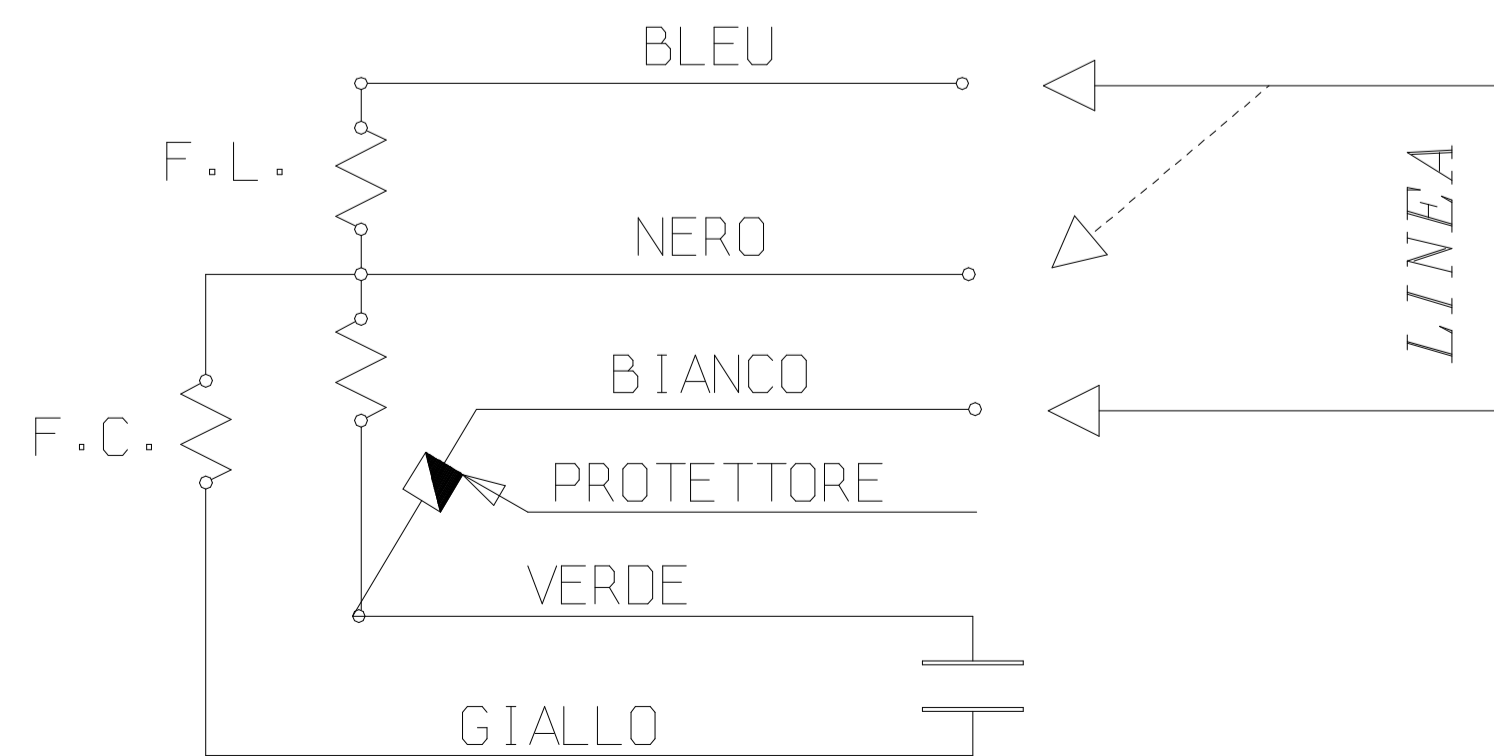 BLEU
F.L.
NERO
LINEA
BIANCO
F.C.
PROTETTORE
VERDE
GIALLO